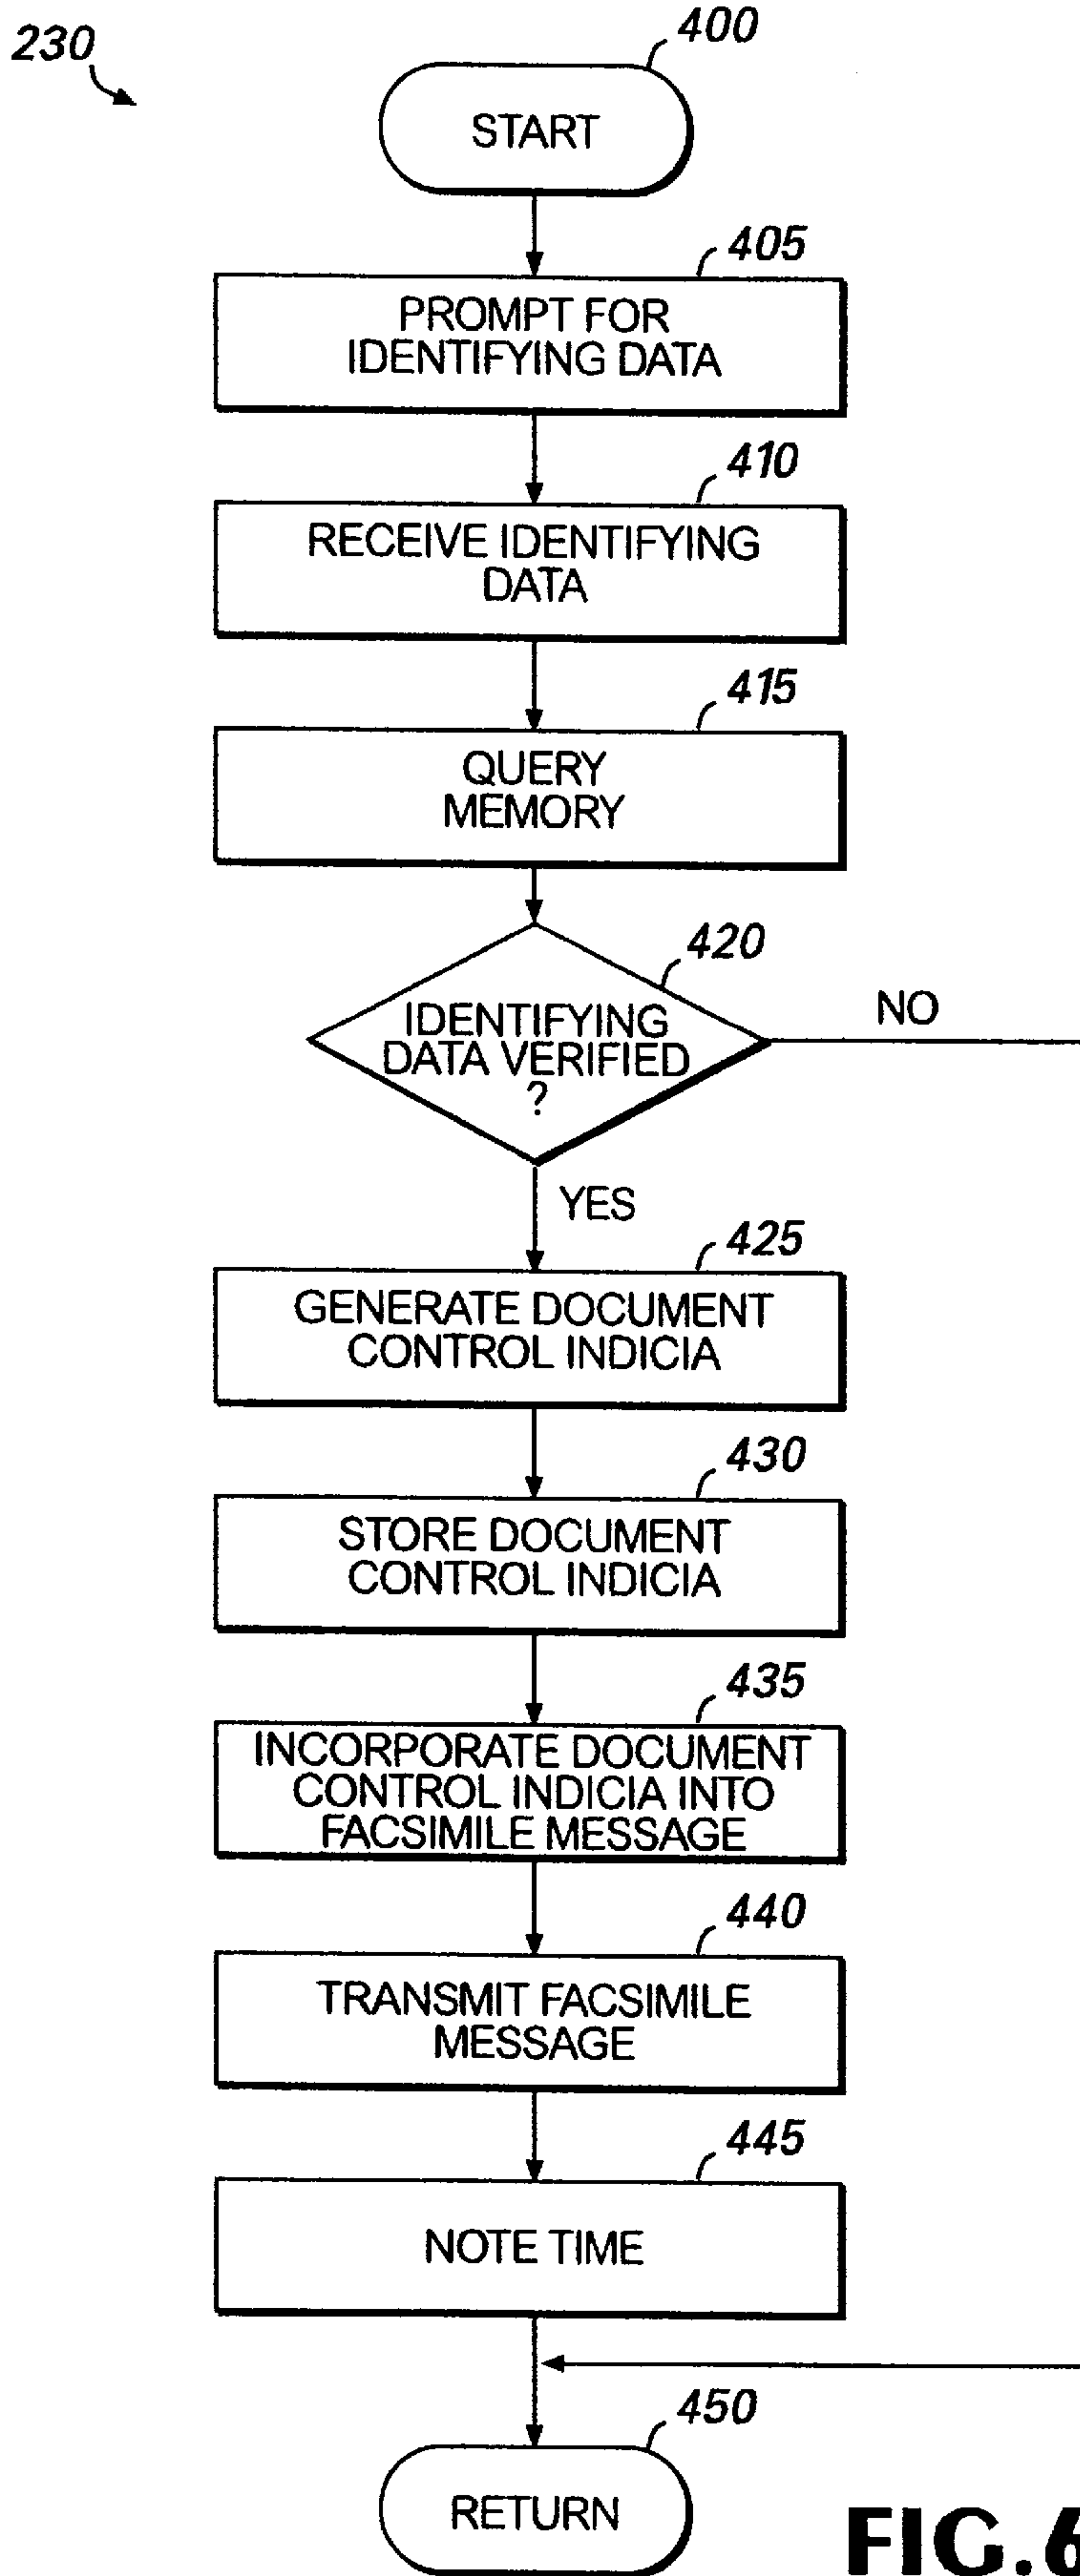 230
400
START
405
PROMPT FOR
IDENTIFYING DATA
410
RECEIVE IDENTIFYING
DATA
415
QUERY
MEMORY
420
IDENTIFYING
DATA VERIFIED
?
NO
YES
425
GENERATE DOCUMENT
CONTROL INDICIA
430
STORE DOCUMENT
CONTROL INDICIA
435
INCORPORATE DOCUMENT
CONTROL INDICIA INTO
FACSIMILE MESSAGE
440
TRANSMIT FACSIMILE
MESSAGE
445
NOTE TIME
450
RETURN
FIG.6